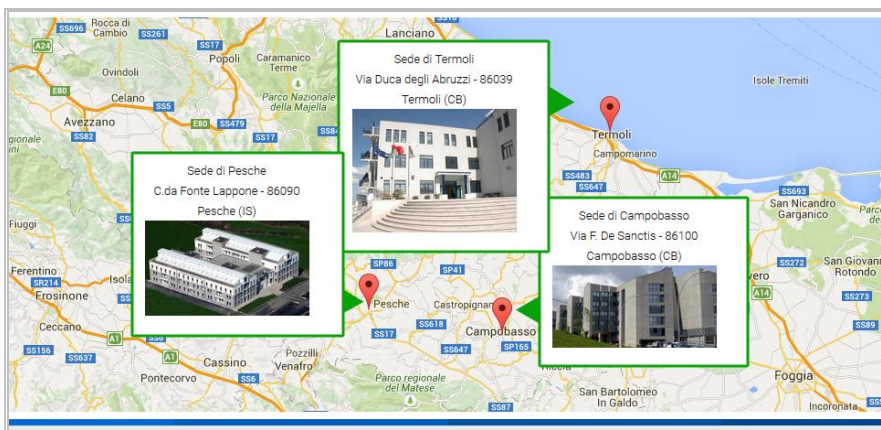 Sede di Termoli
Via Duca degli Abruzzi - 86039
Termoli (CB)
Sede di Pesche
C.da Fonte Lappone - 86090
Pesche (IS)
Sede di Campobasso
Via F. De Sanctis - 86100
Campobasso (CB)
Rocca di
Cambio
SS696
SS261
A24
SS17
Popoli
Caramanico
Terme
Lanciano
Ovindoli
E80
Celano
SS5
Parco Nazionale
della Majella
Avezzano
SS82
E80
SS479
SS17
Isole Tremiti
Termoli
Campomarino
A14
SS483
SS647
SS693
San Nicandro
Garganico
Fiuggi
SS272
San Giovanni
Rotondo
Ferentino
SR214
Frosinone
SP86
SP41
Pesche
A14
SS273
Ceccano
A1
SS17
SS618
Campobasso
SS89
SS156
SS637
A1
Cassino
Pozzilli
Venafro
SS647
SP165
Pontecorvo
SS6
Parco regionale
del Matese
SS87
San Bartolomeo
In Galdo
Foggia
Incoronata